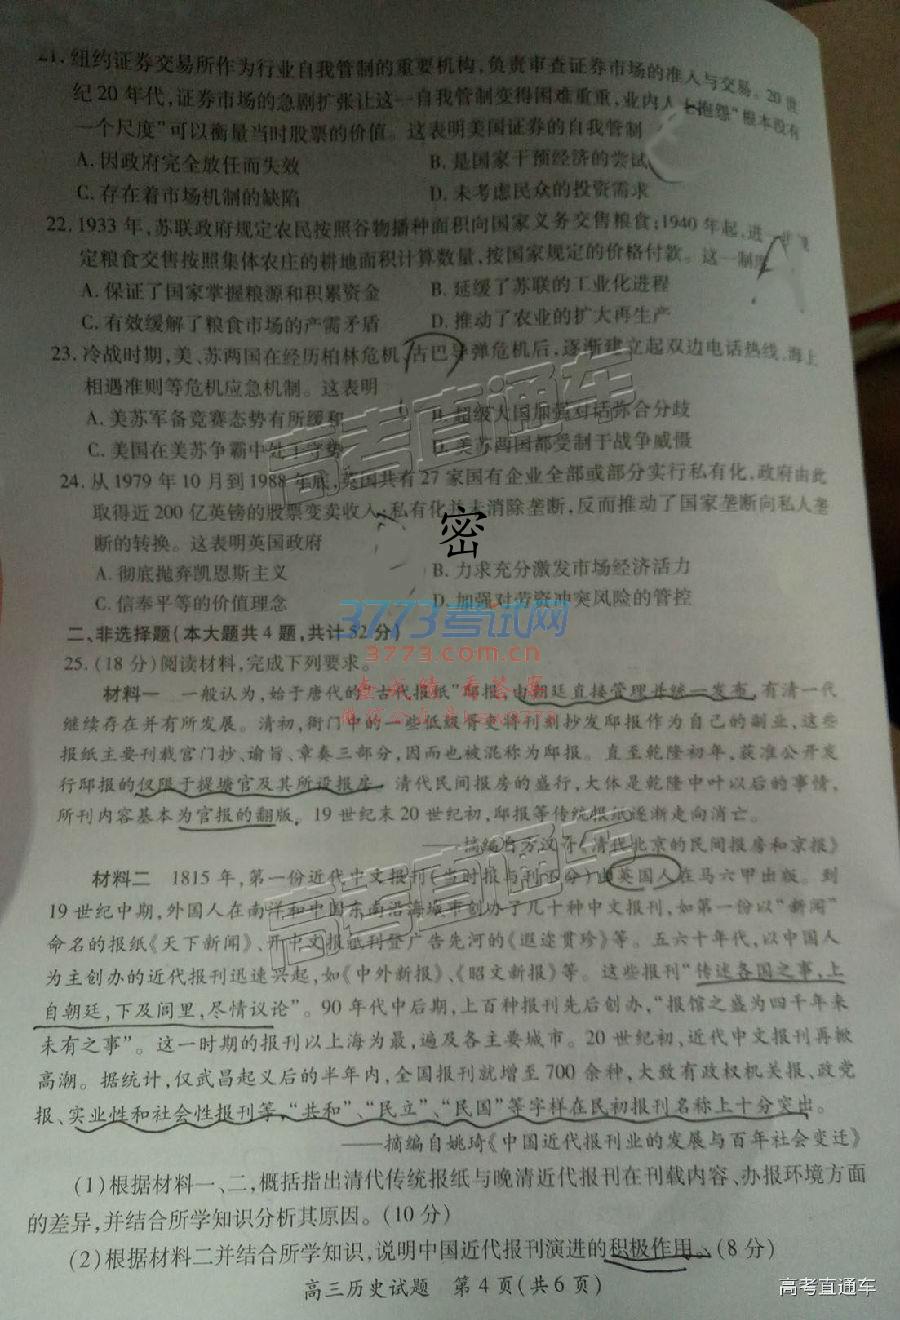 21. 纽约证券交易所作为行业自我管制的重要机构,负责审查证券市场的准入与交易。20世
纪20年代,证券市场的急剧扩张让这一自我管制变得困难重重,业内人士抱怨“根本没有
一个尺度”可以衡量当时股票的价值。这表明美国证券的自我管制
A. 因政府完全放任而失效
B. 是国家干预经济的尝试
C. 存在着市场机制的缺陷
D. 未考虑民众的投资需求
22. 1933年,苏联政府规定农民按照谷物播种面积向国家义务交售粮食;1940年起,进一步规
定粮食交售按照集体农庄的耕地面积计算数量,按国家规定的价格付款。这一制度
A. 保证了国家掌握粮源和积累资金
B. 延缓了苏联的工业化进程
C. 有效缓解了粮食市场的产需矛盾
D. 推动了农业的扩大再生产
23. 冷战时期,美、苏两国在经历柏林危机、古巴导弹危机后,逐渐建立起双边电话热线、海上
相遇准则等危机应急机制。这表明
A. 美苏军备竞赛态势有所缓和
B. 超级大国加强对话弥合分歧
C. 美国在美苏争霸中处于守势
D. 美苏两国都受制于战争威慑
24. 从1979年10月到1988年底,英国共有27家国有企业全部或部分实行私有化,政府由此
取得近200亿英镑的股票变卖收入。私有化并未消除垄断,反而推动了国家垄断向私人垄
断的转换。这表明英国政府
密
A. 彻底抛弃凯恩斯主义
B. 力求充分激发市场经济活力
C. 信奉平等的价值理念
D. 加强对劳资冲突风险的管控
二、非选择题(本大题共4题,共计52分)
25. (18分)阅读材料,完成下列要求。
材料一 一般认为,始于唐代的“古代报纸”邸报,由朝廷直接管理并统一发布,有清一代
继续存在并有所发展。清初,衙门中的一些低级胥吏将刊刻抄发邸报作为自己的副业,这些
报纸主要刊载宫门抄、谕旨、章奏三部分,因而也被混称为邸报。直至乾隆初年,获准公开发
行邸报的仅限于提塘官及其所设报房。清代民间报房的盛行,大体是乾隆中叶以后的事情,
所刊内容基本为官报的翻版。19世纪末20世纪初,邸报等传统报纸逐渐走向消亡。
——摘编自方汉奇《清代北京的民间报房和京报》
材料二 1815年,第一份近代中文报刊(当时报与刊不分)由英国人在马六甲出版。到
19世纪中期,外国人在南洋和中国东南沿海城市创办了几十种中文报刊,如第一份以“新闻”
命名的报纸《天下新闻》、开中文报纸刊登广告先河的《遐迩贯珍》等。五六十年代,以中国人
为主创办的近代报刊迅速兴起,如《中外新报》、《昭文新报》等。这些报刊“传述各国之事,上
自朝廷,下及闾里,尽情议论”。90年代中后期,上百种报刊先后创办,“报馆之盛为四千年来
未有之事”。这一时期的报刊以上海为最,遍及各主要城市。20世纪初,近代中文报刊再掀
高潮。据统计,仅武昌起义后的半年内,全国报刊就增至700余种,大致有政权机关报、政党
报、实业性和社会性报刊等,“共和”、“民立”、“民国”等字样在民初报刊名称上十分突出。
——摘编自姚琦《中国近代报刊业的发展与百年社会变迁》
(1)根据材料一、二,概括指出清代传统报纸与晚清近代报刊在刊载内容、办报环境方面
的差异,并结合所学知识分析其原因。(10分)
(2)根据材料二并结合所学知识,说明中国近代报刊演进的积极作用。(8分)
高三历史试题 第4页(共6页)
高考直通车
高考直通车
3773考试网
3773.com.cn
查成绩 看答案
高考直通车